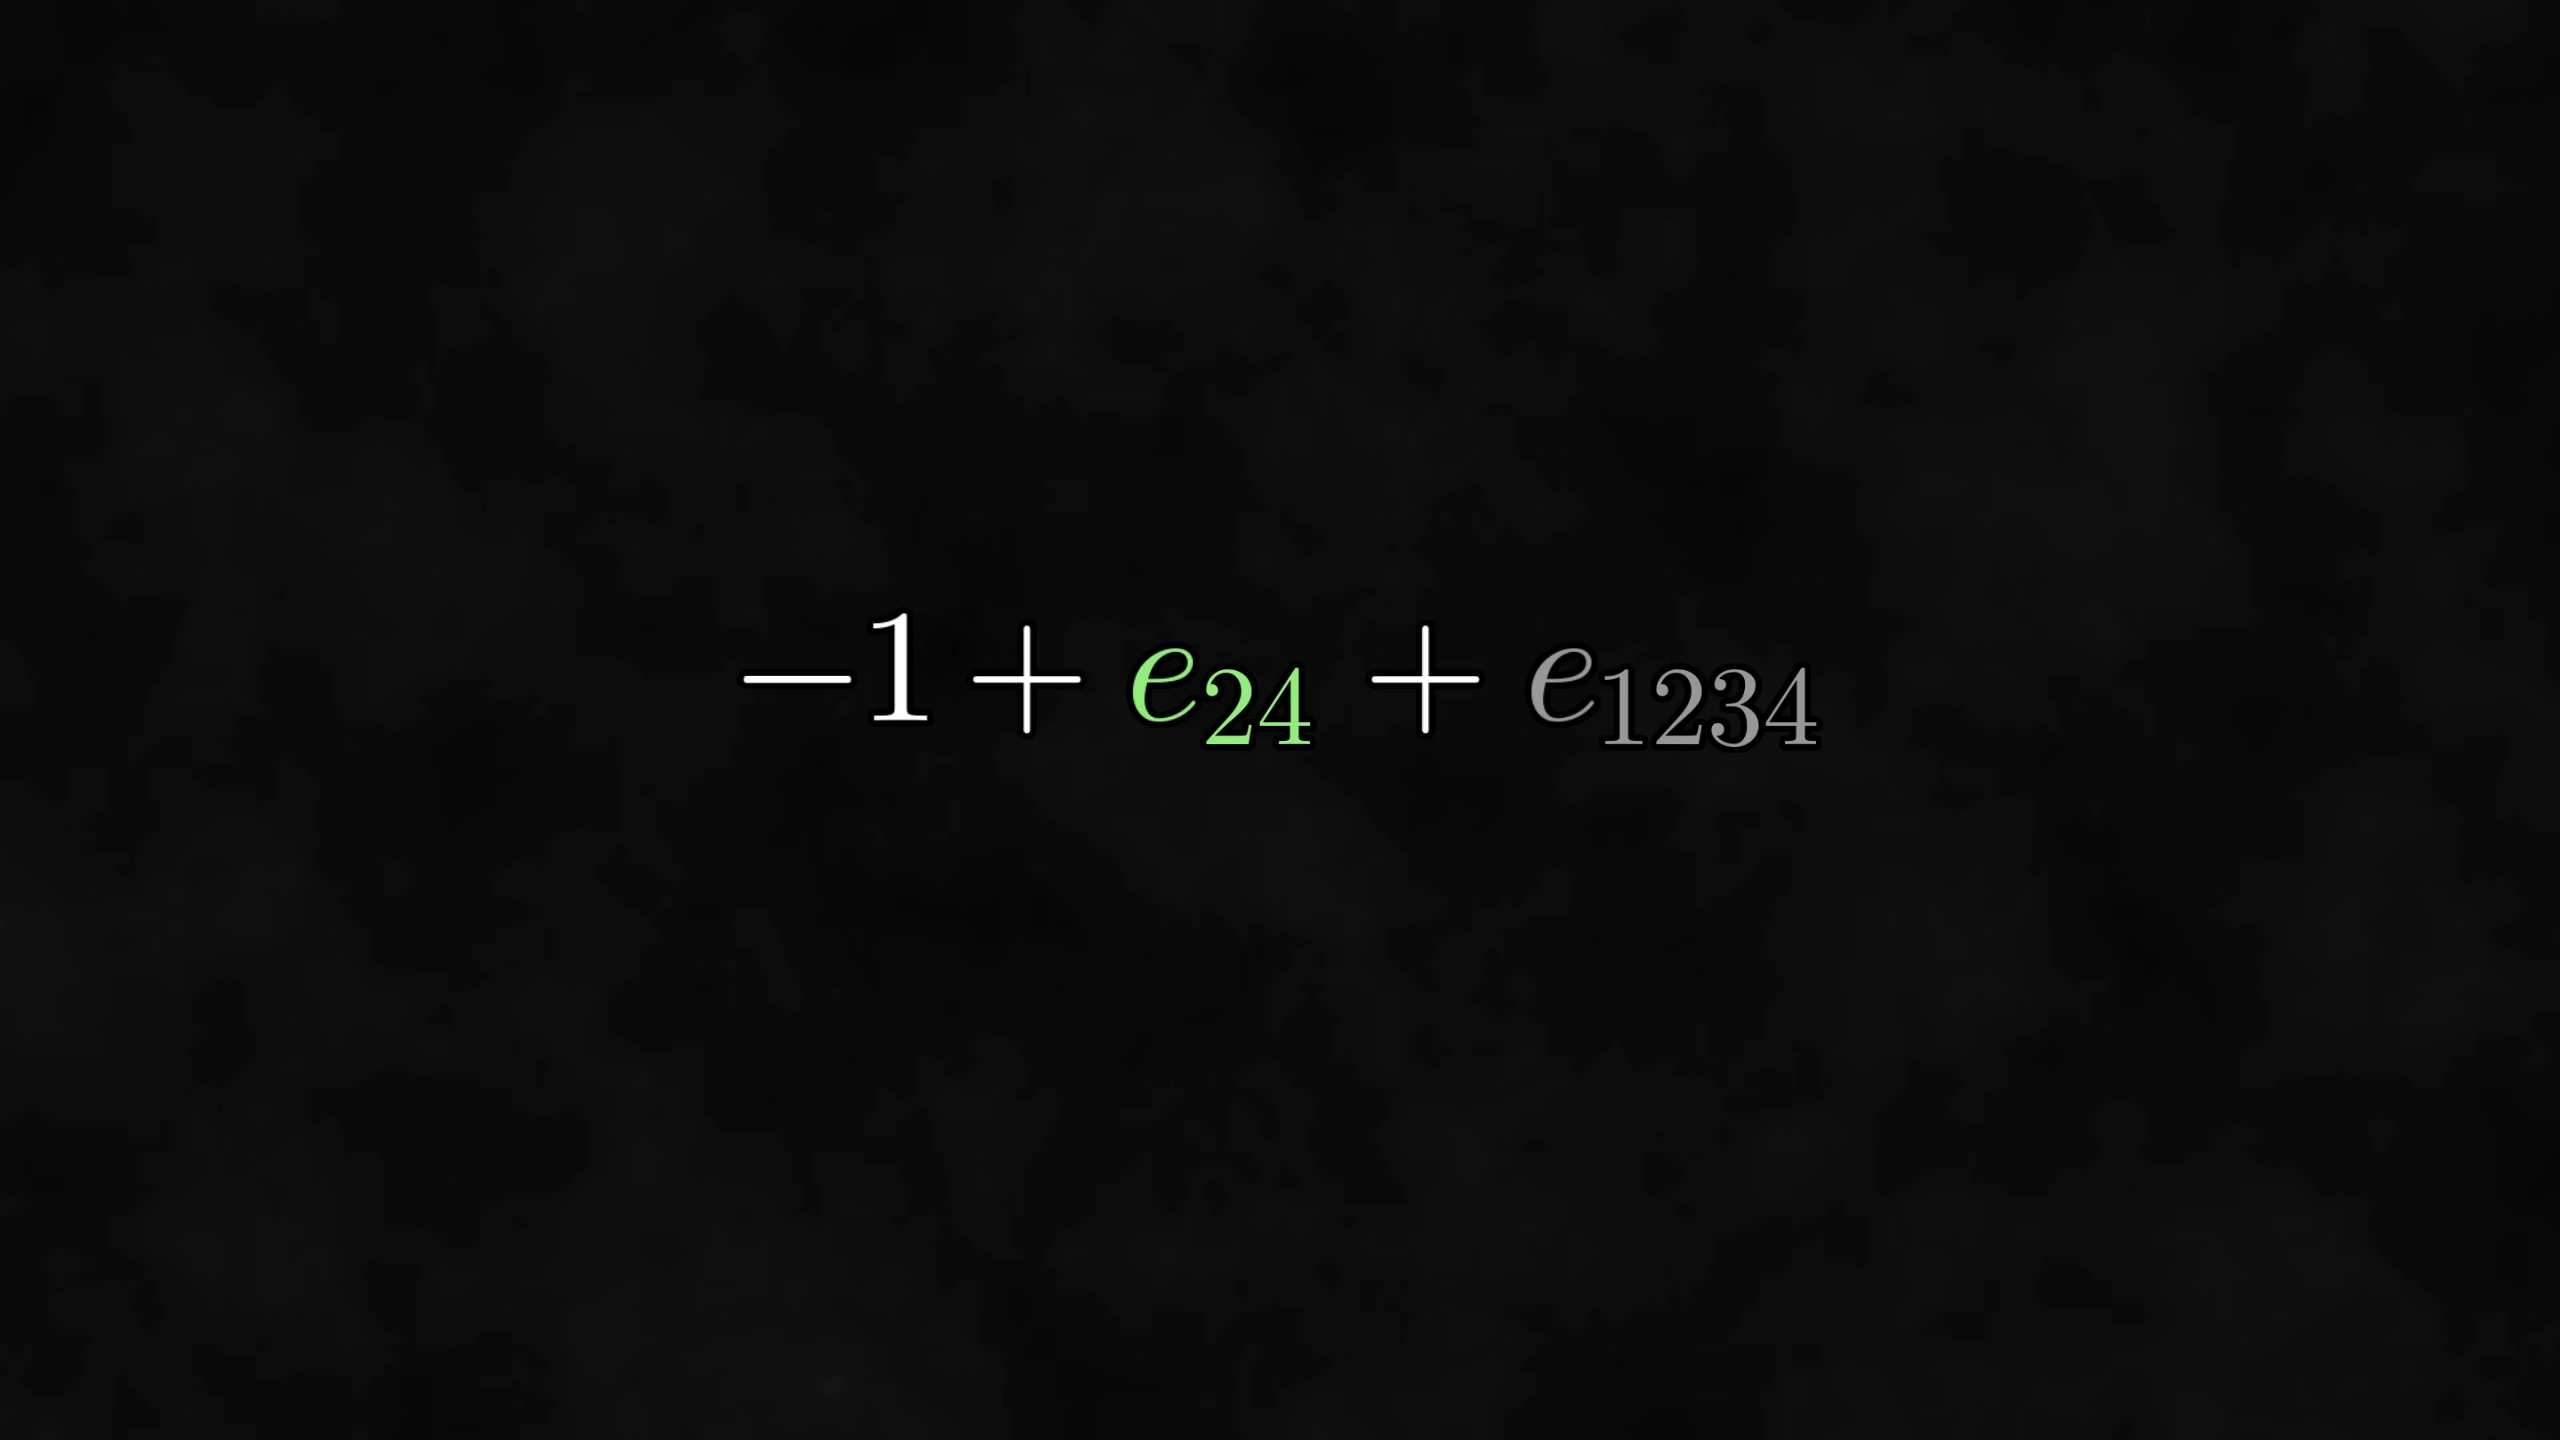 −1 + e₂₄ + e₁₂₃₄